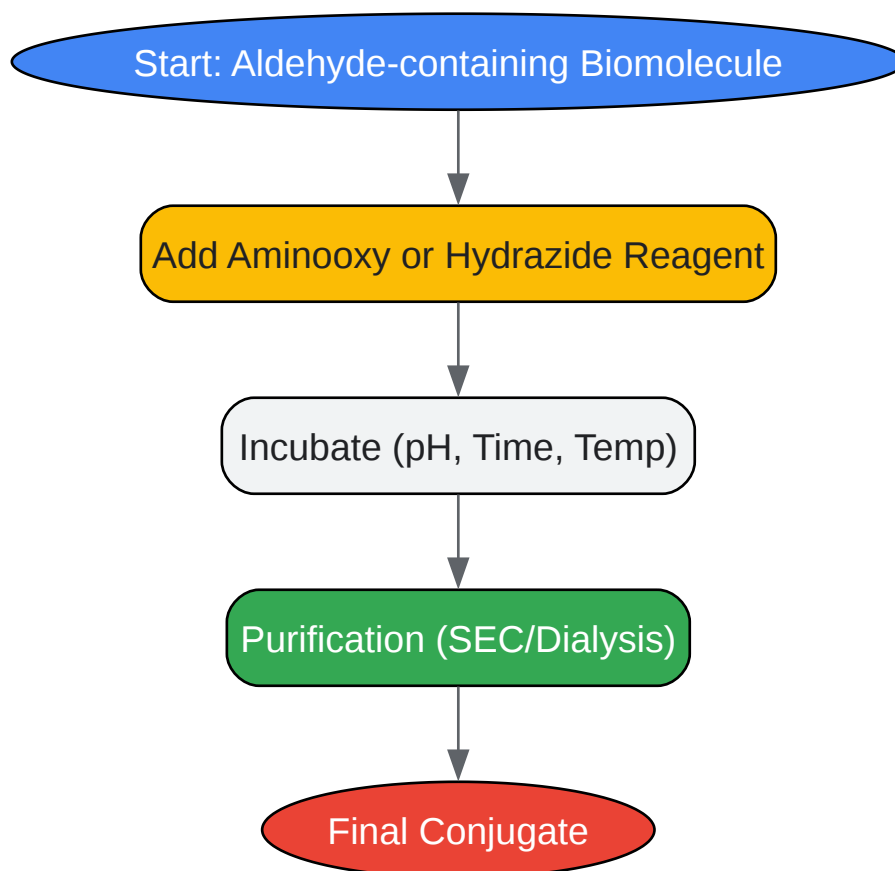 Start: Aldehyde-containing Biomolecule
Add Aminooxy or Hydrazide Reagent
Incubate (pH, Time, Temp)
Purification (SEC/Dialysis)
Final Conjugate